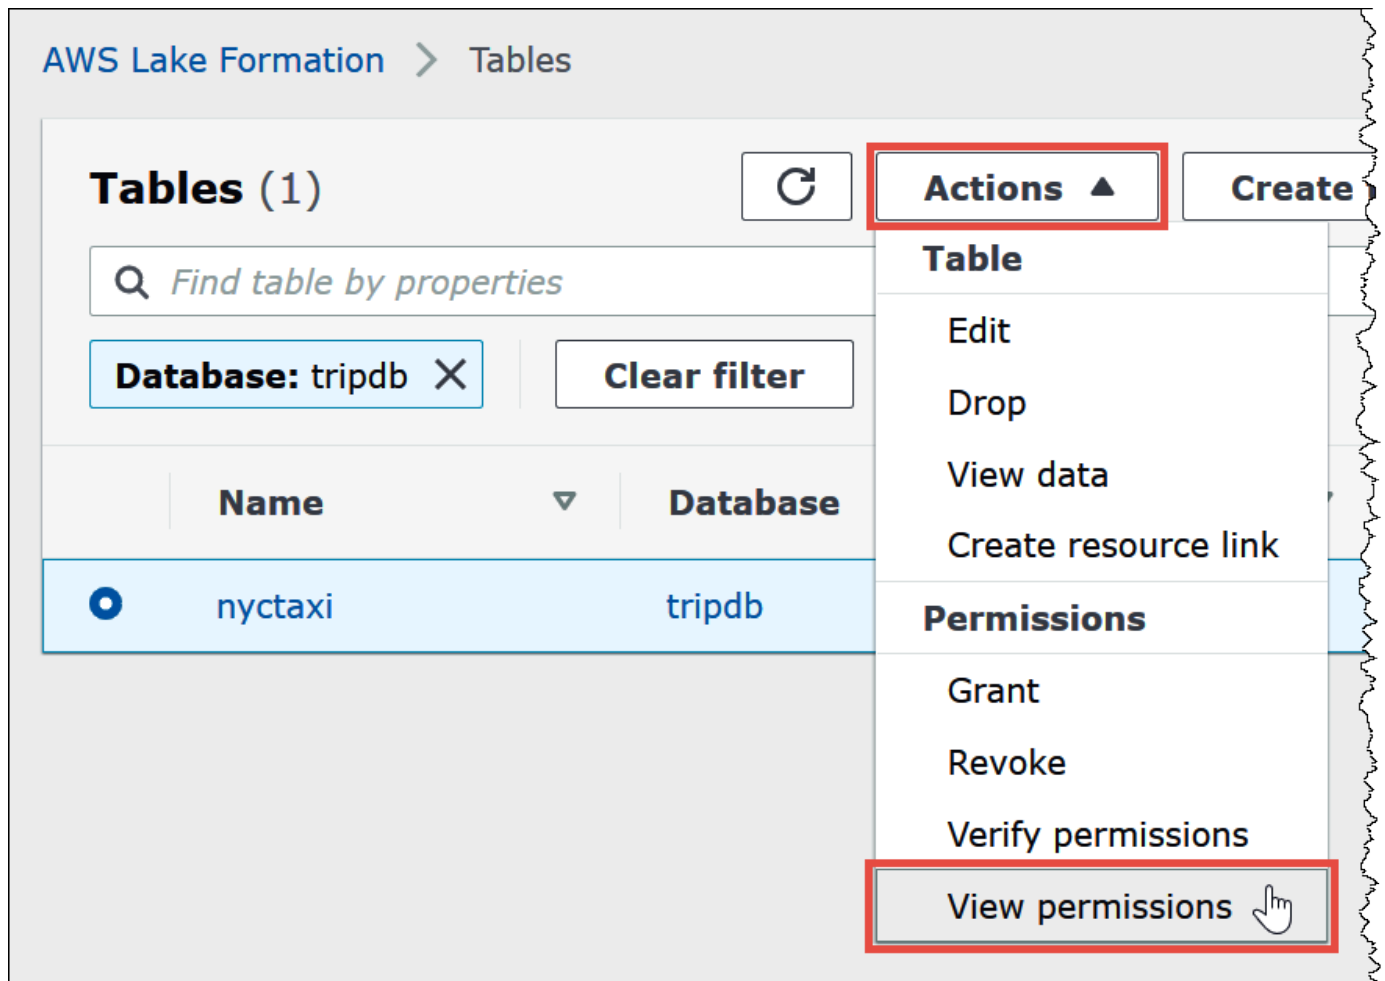 AWS Lake Formation > Tables
Tables (1)
Actions ▲
Create
Find table by properties
Database: tripdb ✕
Clear filter
Name
Database
nyctaxi
tripdb
Table
Edit
Drop
View data
Create resource link
Permissions
Grant
Revoke
Verify permissions
View permissions